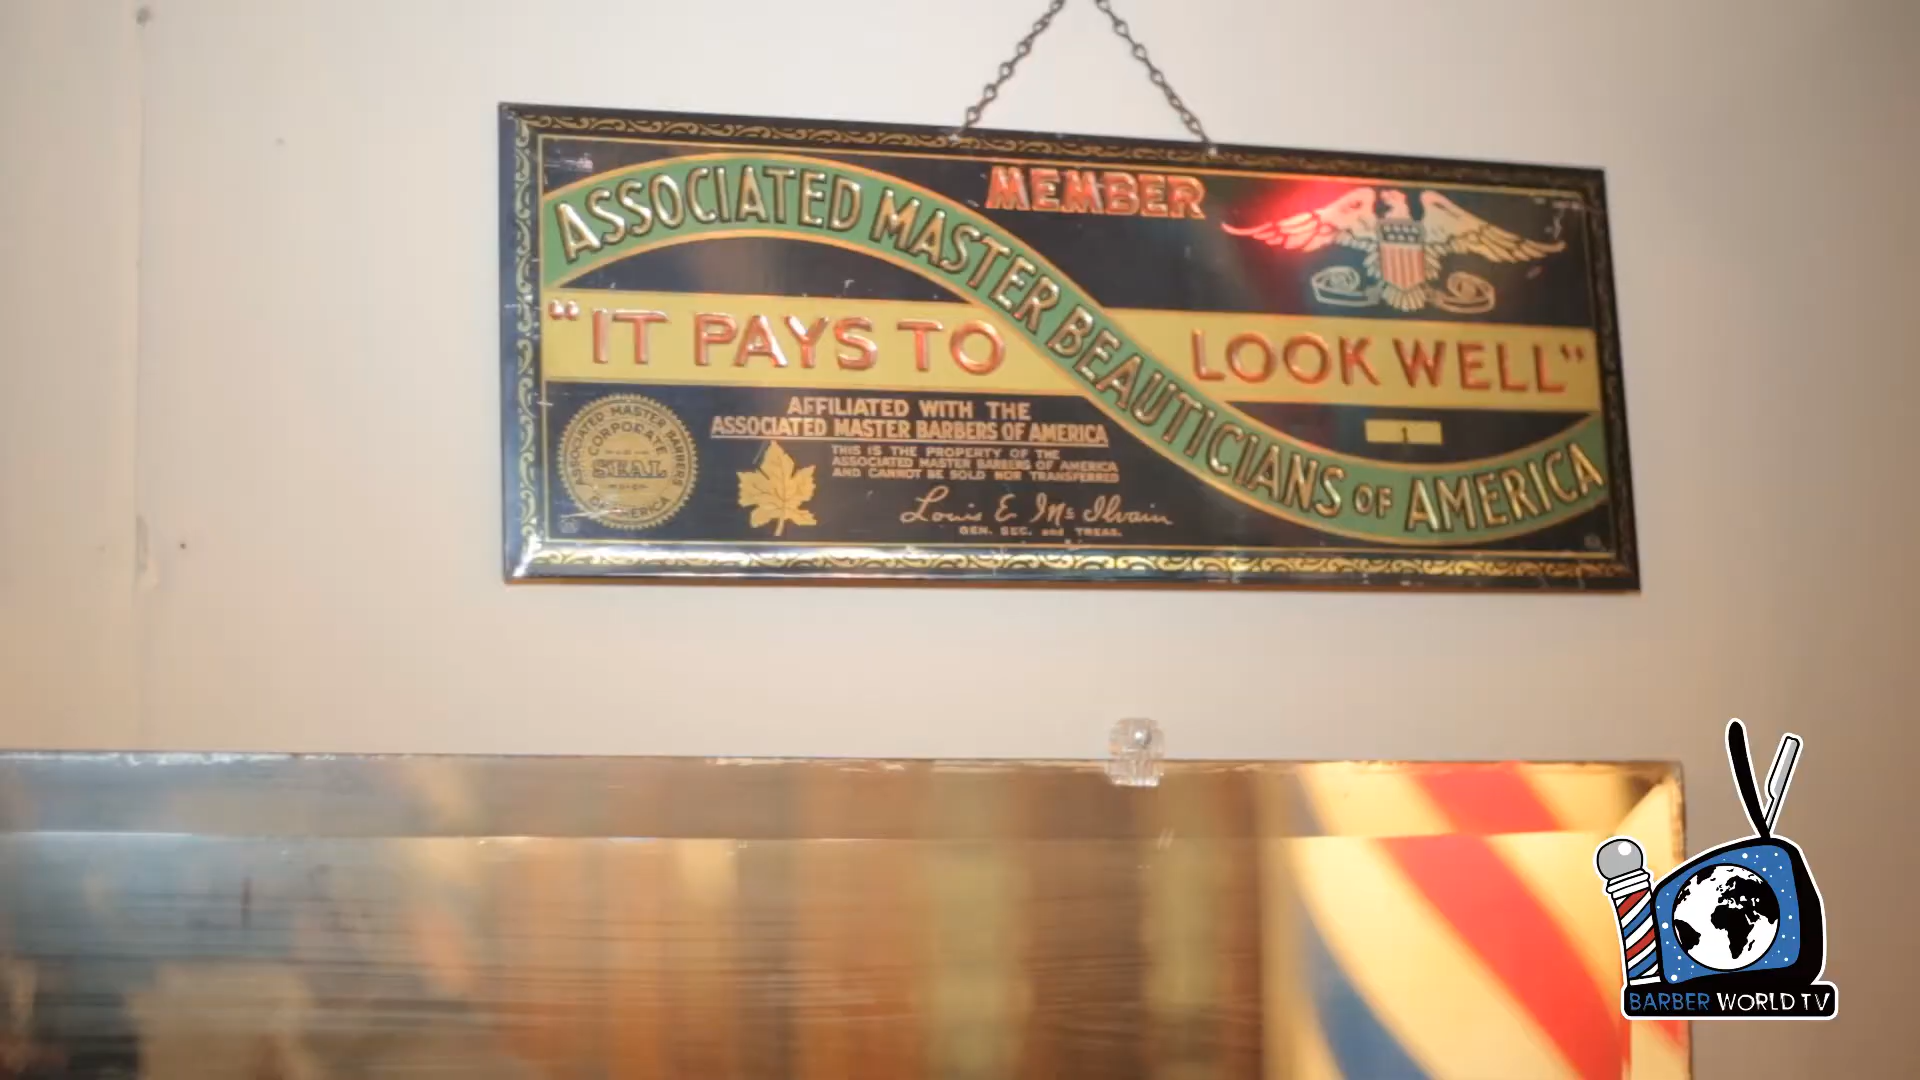 MEMBER
ASSOCIATED MASTER BEAUTICIANS OF AMERICA
"IT PAYS TO LOOK WELL"
1
AFFILIATED WITH THE
ASSOCIATED MASTER BARBERS OF AMERICA
THIS IS THE PROPERTY OF THE
ASSOCIATED MASTER BARBERS OF AMERICA
AND CANNOT BE SOLD NOR TRANSFERRED
Louis E. McIlvain
GEN. SEC. and TREAS.
ASSOCIATED MASTER BARBERS
OF AMERICA
CORPORATE
SEAL
BARBER WORLD TV